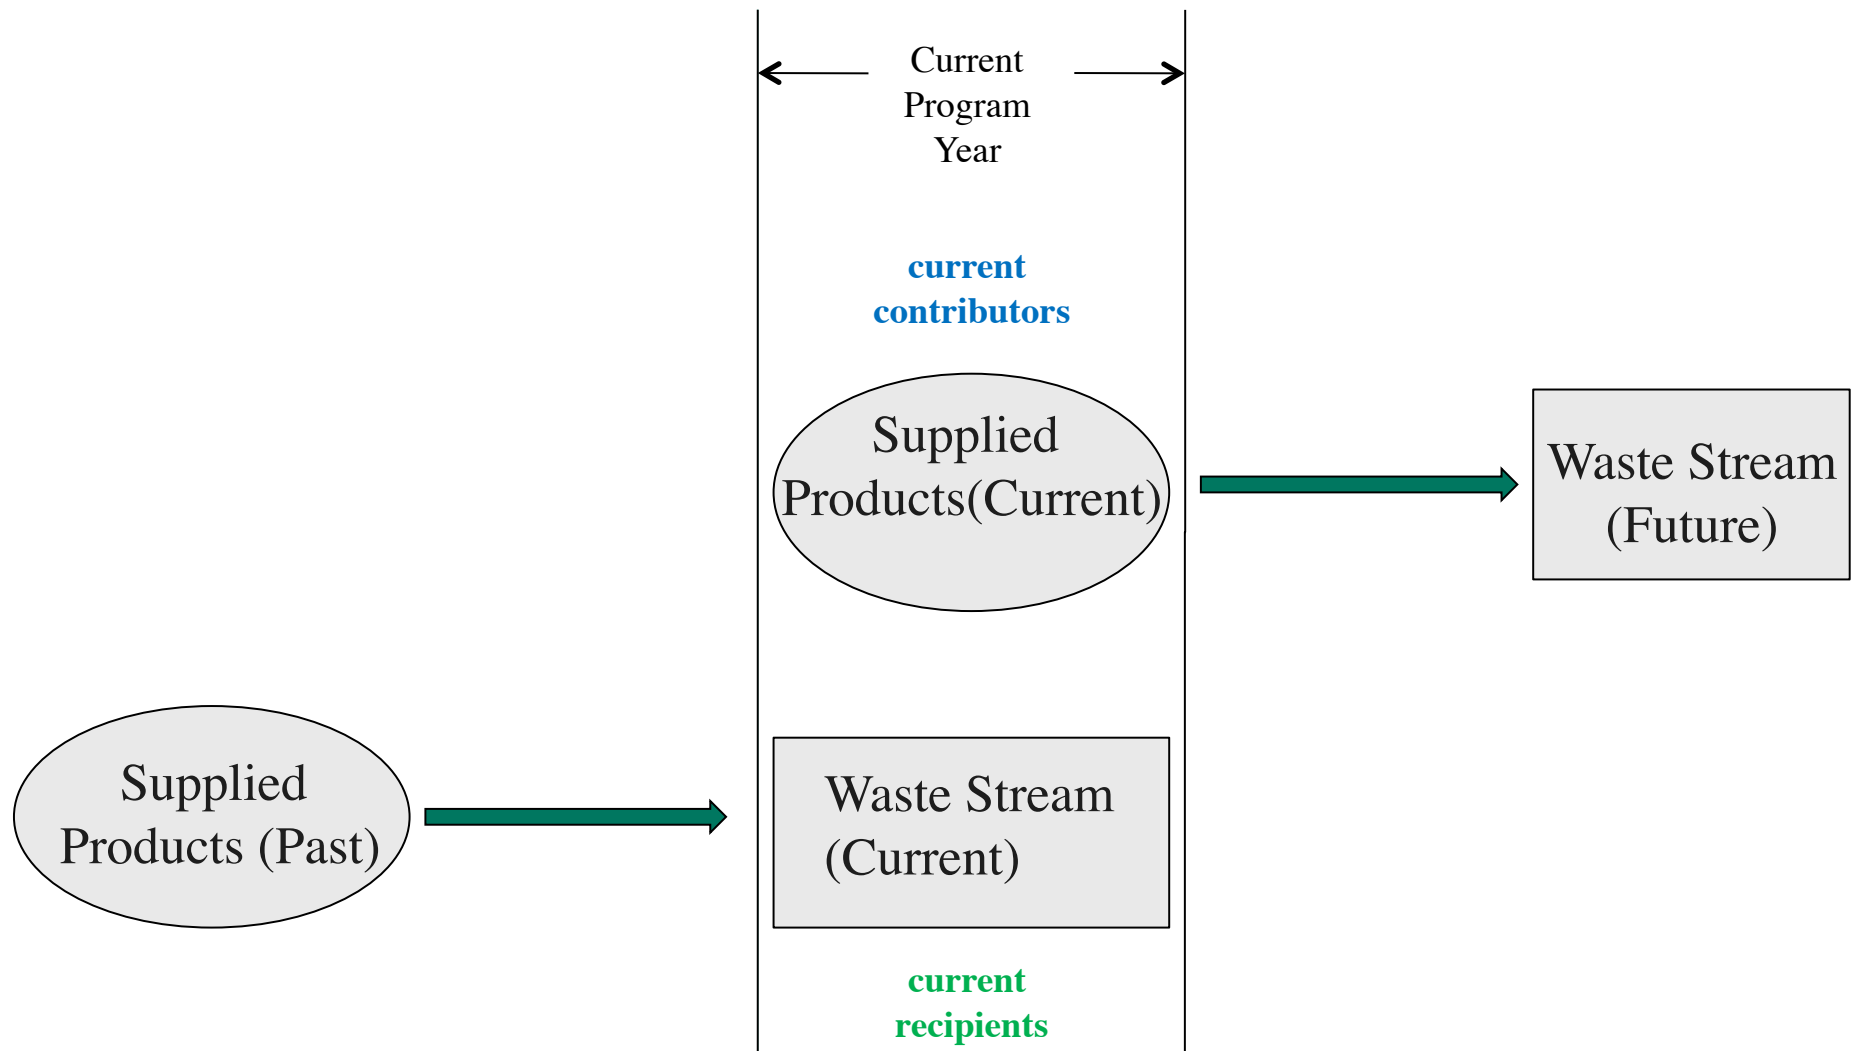 Current
Program
Year
current
contributors
Supplied
Products(Current)
Waste Stream
(Future)
Supplied
Products (Past)
Waste Stream
(Current)
current
recipients